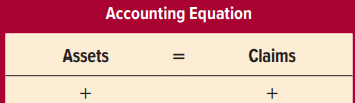 Accounting Equation
Assets = Claims
+ +